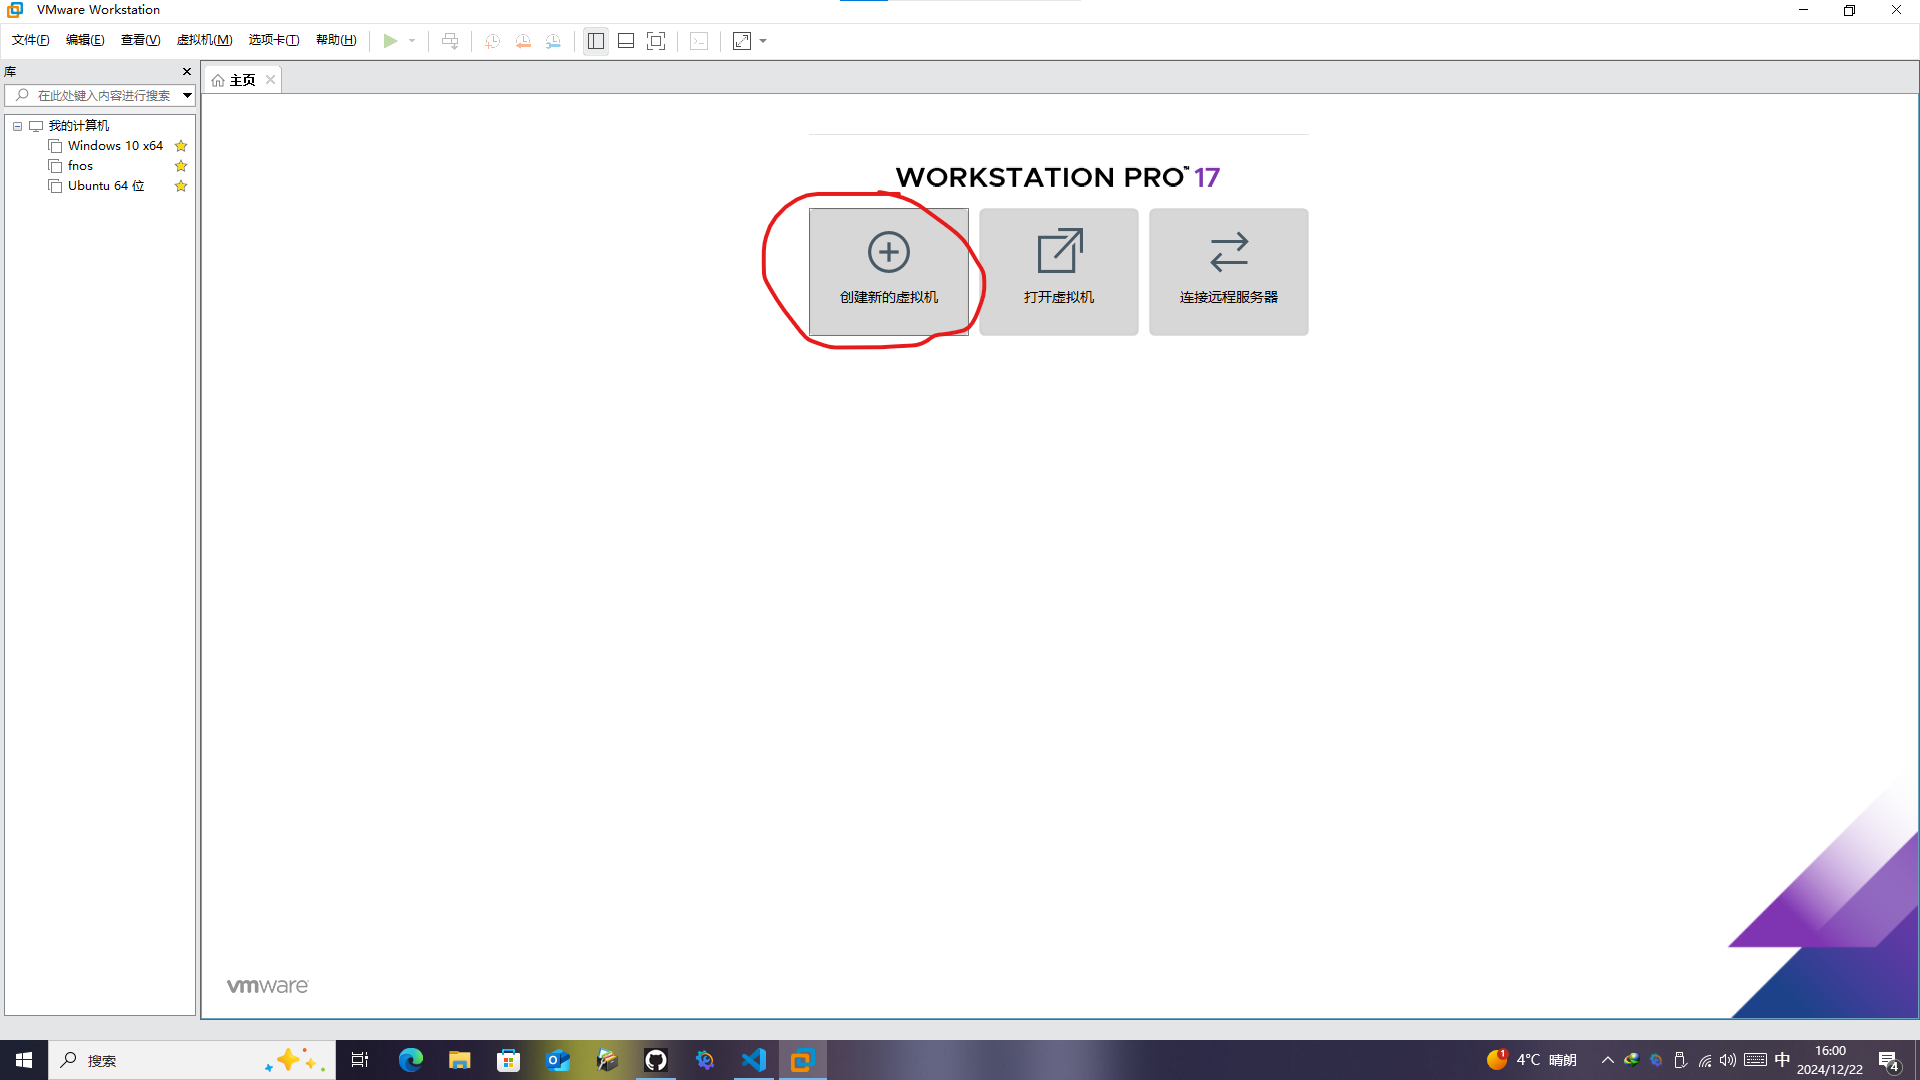 VMware Workstation
文件(F) 编辑(E) 查看(V) 虚拟机(M) 选项卡(T) 帮助(H)
库
在此处键入内容进行搜索
我的计算机
Windows 10 x64
fnos
Ubuntu 64 位
主页
WORKSTATION PRO™ 17
创建新的虚拟机
打开虚拟机
连接远程服务器
vmware
搜索
1
4°C 晴朗
中
16:00
2024/12/22
4